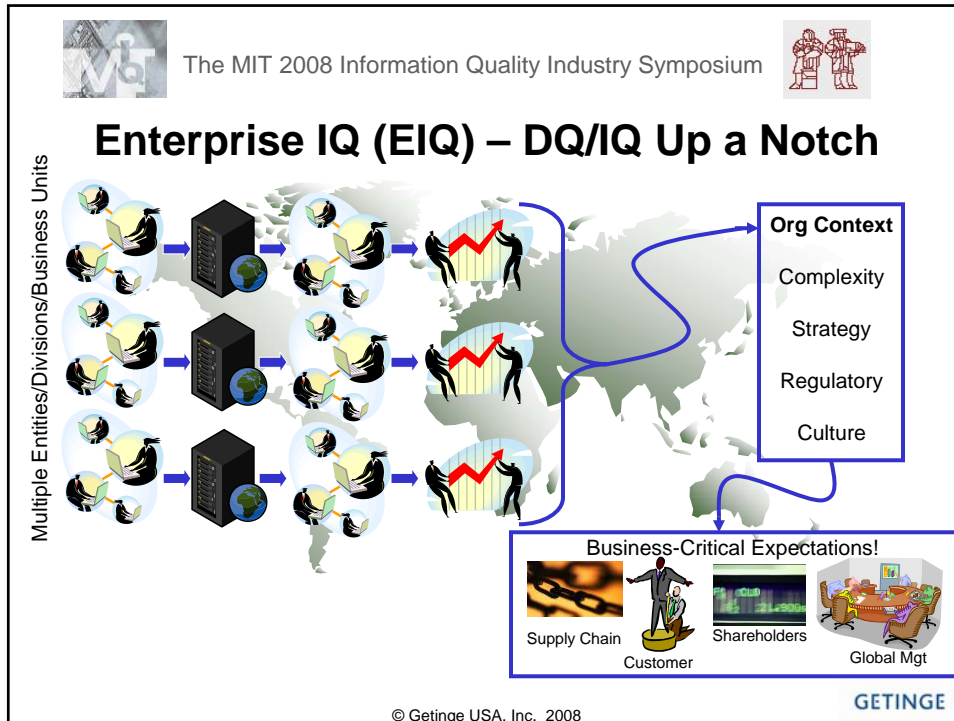 The MIT 2008 Information Quality Industry Symposium
Enterprise IQ (EIQ) – DQ/IQ Up a Notch
Multiple Entities/Divisions/Business Units
Org Context
Complexity
Strategy
Regulatory
Culture
Business-Critical Expectations!
Supply Chain
Customer
Shareholders
Global Mgt
© Getinge USA, Inc. 2008
GETINGE